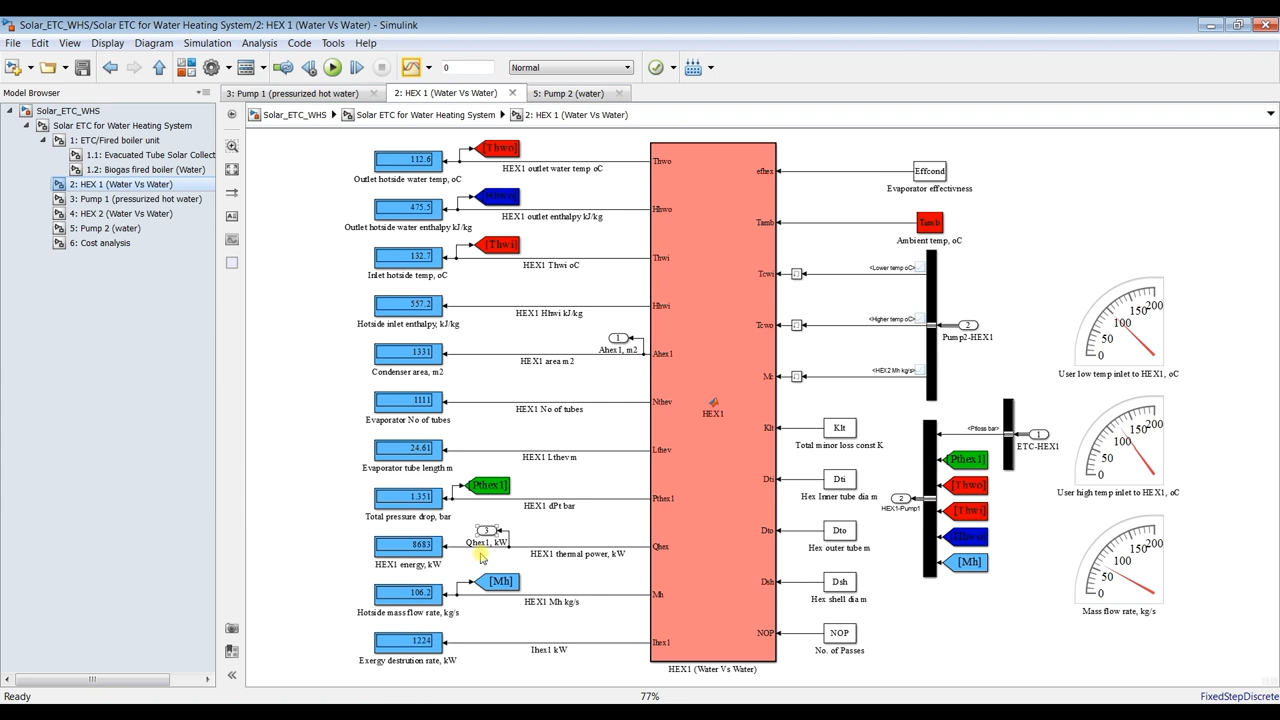 Solar_ETC_WHS/Solar ETC for Water Heating System/2: HEX 1 (Water Vs Water) - Simulink
File Edit View Display Diagram Simulation Analysis Code Tools Help
0
Normal
Model Browser
3: Pump 1 (pressurized hot water)
2: HEX 1 (Water Vs Water)
5: Pump 2 (water)
Solar_ETC_WHS
Solar ETC for Water Heating System
2: HEX 1 (Water Vs Water)
Solar_ETC_WHS
Solar ETC for Water Heating System
1: ETC/Fired boiler unit
1.1: Evacuated Tube Solar Collect
1.2: Biogas fired boiler (Water)
2: HEX 1 (Water Vs Water)
3: Pump 1 (pressurized hot water)
4: HEX 2 (Water Vs Water)
5: Pump 2 (water)
6: Cost analysis
[Thwo]
112.6
Outlet hotside water temp, oC
HEX1 outlet water temp oC
475.5
Outlet hotside water enthalpy kJ/kg
HEX1 outlet enthalpy kJ/kg
[Thwi]
132.7
Inlet hotside temp, oC
HEX1 Thwi oC
557.2
Hotside inlet enthalpy, kJ/kg
HEX1 Hhwi kJ/kg
1
Ahex1, m2
1331
Condenser area, m2
HEX1 area m2
1111
Evaporator No of tubes
HEX1 No of tubes
24.61
Evaporator tube length m
HEX1 Lthev m
[Pthex1]
1.351
Total pressure drop, bar
HEX1 dPt bar
3
Qhex1, kW
8683
HEX1 energy, kW
HEX1 thermal power, kW
[Mh]
106.2
Hotside mass flow rate, kg/s
HEX1 Mh kg/s
1224
Exergy destrution rate, kW
Ihex1 kW
Thwo
Hhwo
Thwi
Hhwi
Ahex1
Nthev
Lthev
Pthex1
Qhex
Mh
Ihex1
HEX1
efhex
Tamb
Tcwi
Tcwo
Mc
Klt
Dti
Dto
Dsh
NOP
HEX1 (Water Vs Water)
Effcond
Evaporator effectivness
Tamb
Ambient temp, oC
<Lower temp oC>
<Higher temp oC>
<HEX2 Mh kg/s>
2
Pump2-HEX1
Klt
Total minor loss const K
Dti
Hex Inner tube dia m
Dto
Hex outer tube m
Dsh
Hex shell dia m
NOP
No. of Passes
<Ptloss bar>
1
ETC-HEX1
[Pthex1]
[Thwo]
[Thwi]
[Mh]
2
HEX1-Pump1
0 50 100 150 200
User low temp inlet to HEX1, oC
0 50 100 150 200
User high temp inlet to HEX1, oC
0 50 100 150 200
Mass flow rate, kg/s
Ready
77%
FixedStepDiscrete